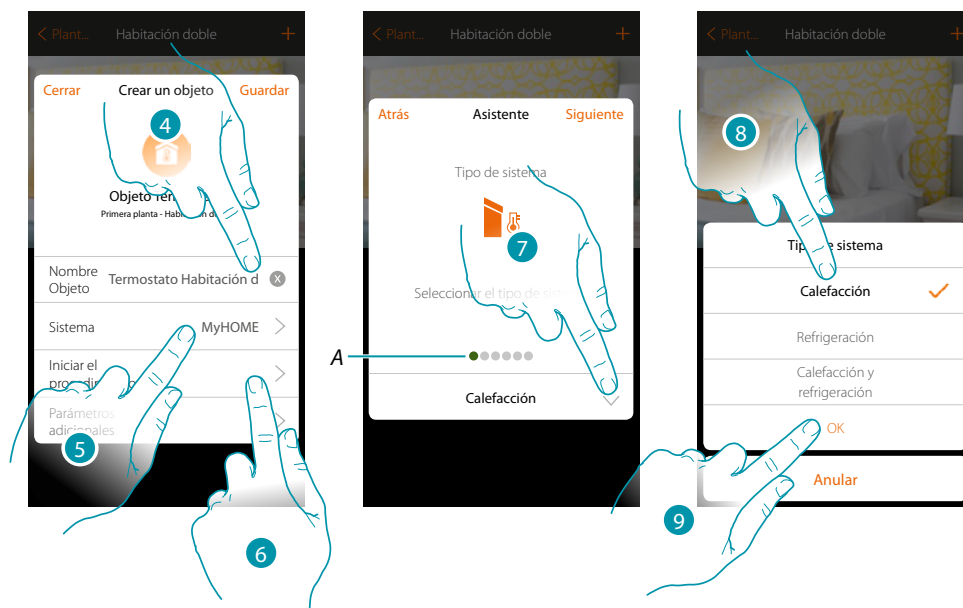 Plant... Habitación doble +
Cerrar Crear un objeto Guardar
4
Objeto
Primera planta -
Nombre Objeto
Termostato Habitación d X
Sistema MyHOME
Iniciar el
Parámetros
adicionales
5
6
Plant... Habitación doble +
Atrás Asistente Siguiente
Tipo de sistema
7
Seleccionar el tipo de
A
Calefacción
Plant... Habitación doble +
8
sistema
Calefacción
Refrigeración
Calefacción y
refrigeración
OK
Anular
9